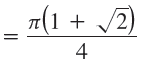 = π(1 + √2) / 4